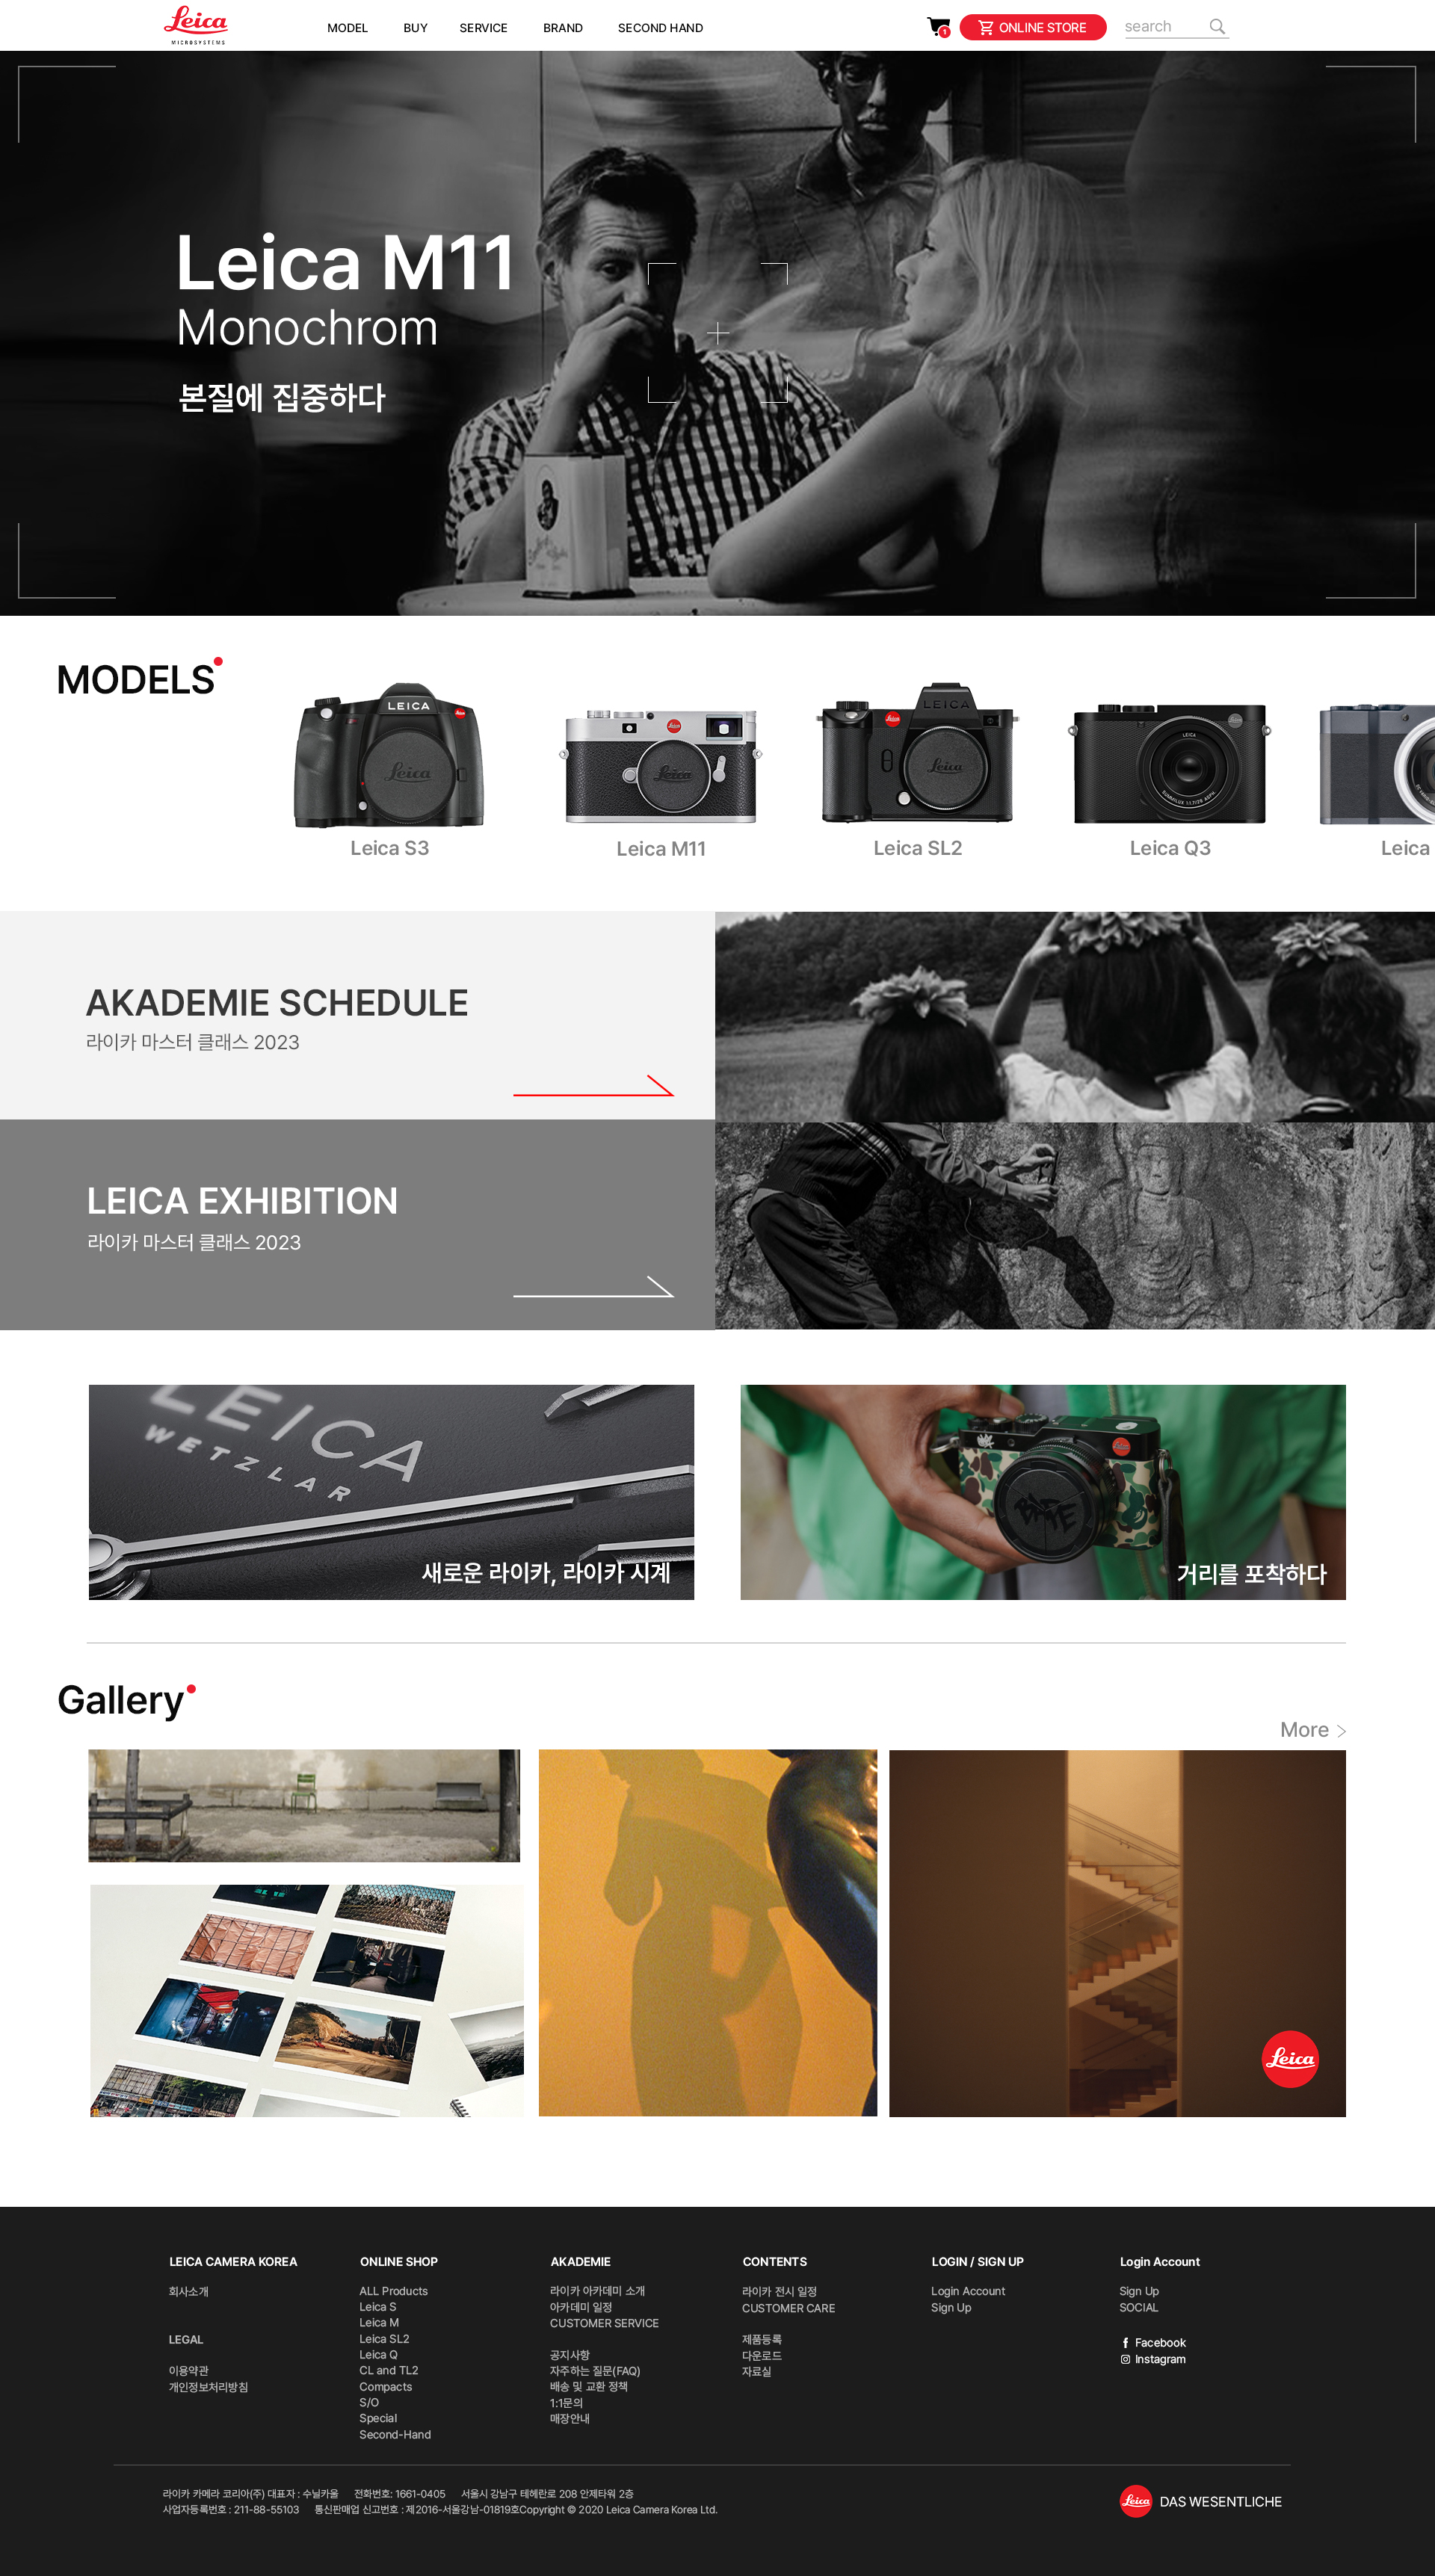 Leica
MICROSYSTEMS
MODEL BUY SERVICE BRAND SECOND HAND
1
ONLINE STORE
search
Leica M11
Monochrom
본질에 집중하다
MODELS
LEICA
Leica
Leica S3
Leica
Leica
Leica M11
LEICA
Leica
Leica
Leica SL2
LEICA
SUMMILUX 1:1.7/28 ASPH.
Leica Q3
Leica
AKADEMIE SCHEDULE
라이카 마스터 클래스 2023
LEICA EXHIBITION
라이카 마스터 클래스 2023
LEICA
WETZLAR
새로운 라이카, 라이카 시계
거리를 포착하다
Gallery
More
Leica
LEICA CAMERA KOREA
회사소개
LEGAL
이용약관
개인정보처리방침
ONLINE SHOP
ALL Products
Leica S
Leica M
Leica SL2
Leica Q
CL and TL2
Compacts
S/O
Special
Second-Hand
AKADEMIE
라이카 아카데미 소개
아카데미 일정
CUSTOMER SERVICE
공지사항
자주하는 질문(FAQ)
배송 및 교환 정책
1:1문의
매장안내
CONTENTS
라이카 전시 일정
CUSTOMER CARE
제품등록
다운로드
자료실
LOGIN / SIGN UP
Login Account
Sign Up
Login Account
Sign Up
SOCIAL
Facebook
Instagram
라이카 카메라 코리아(주) 대표자 : 수닐카울 전화번호: 1661-0405 서울시 강남구 테헤란로 208 안제타워 2층
사업자등록번호 : 211-88-55103 통신판매업 신고번호 : 제2016-서울강남-01819호Copyright © 2020 Leica Camera Korea Ltd.
Leica
DAS WESENTLICHE